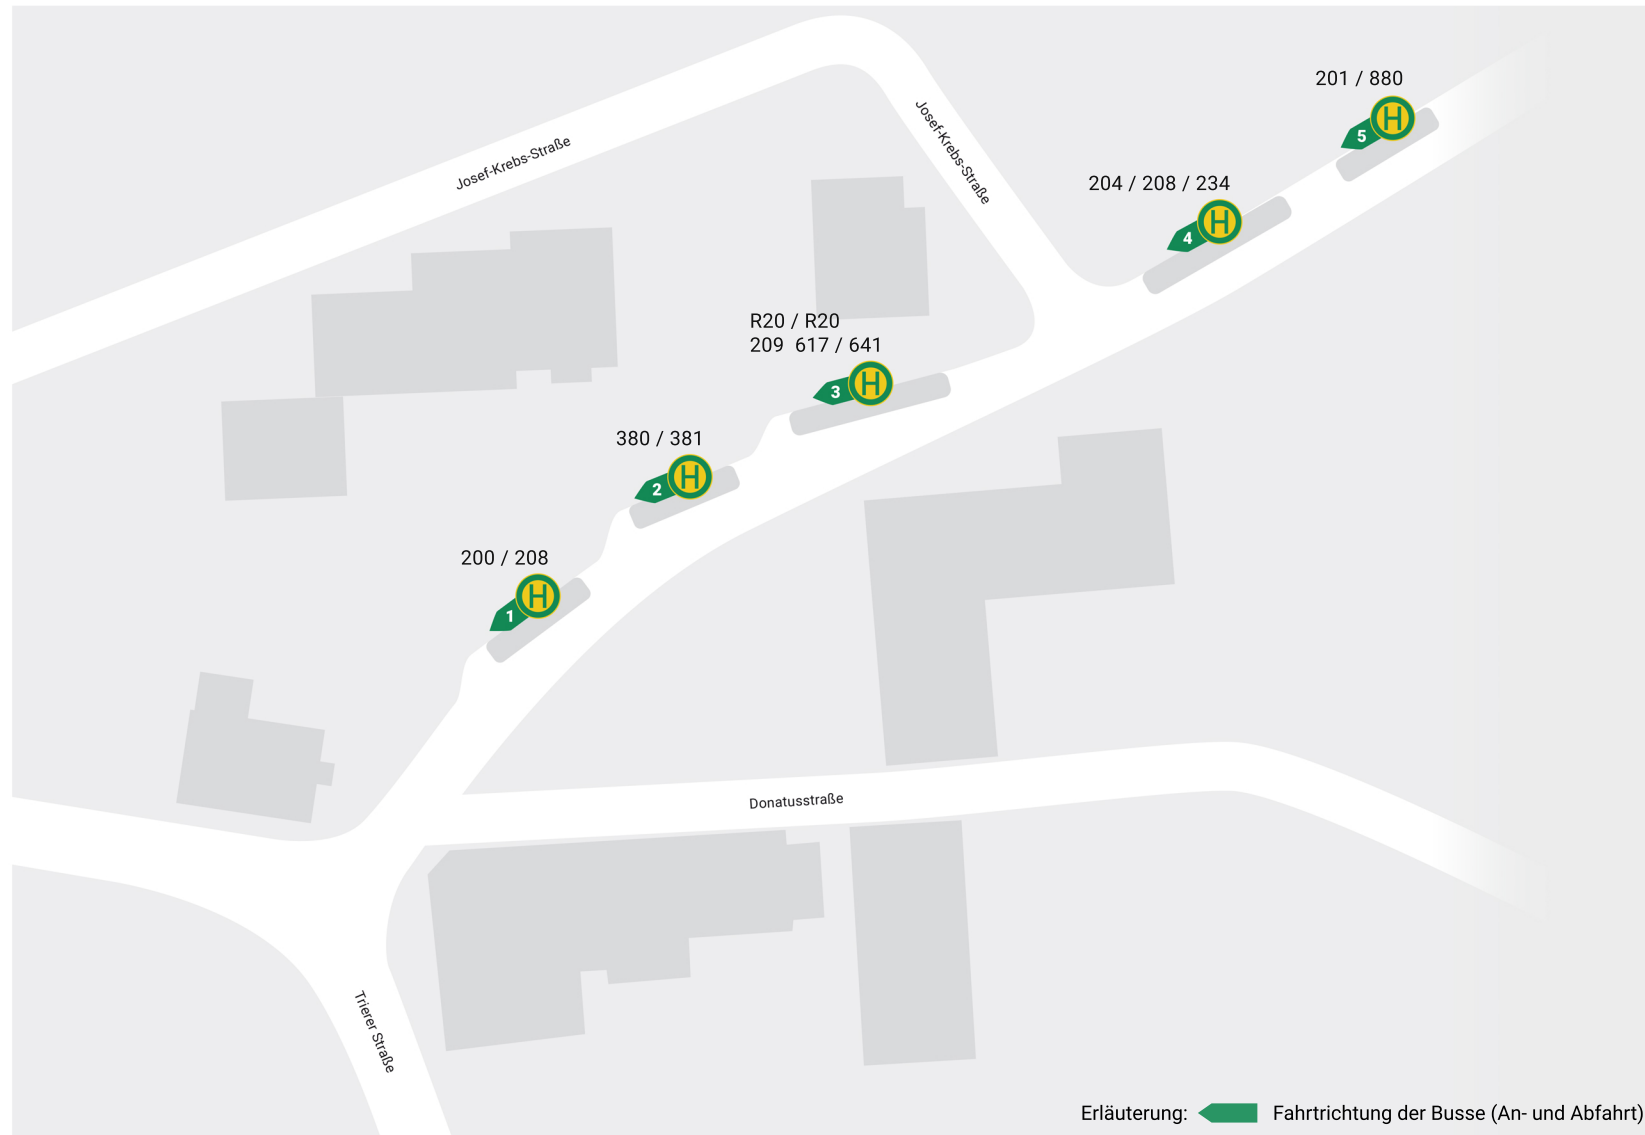 201 / 880
H
5
204 / 208 / 234
H
4
Josef-Krebs-Straße
Josef-Krebs-Straße
R20 / R20
209 617 / 641
H
3
380 / 381
H
2
200 / 208
H
1
Donatusstraße
Trierer Straße
Erläuterung: Fahrtrichtung der Busse (An- und Abfahrt)